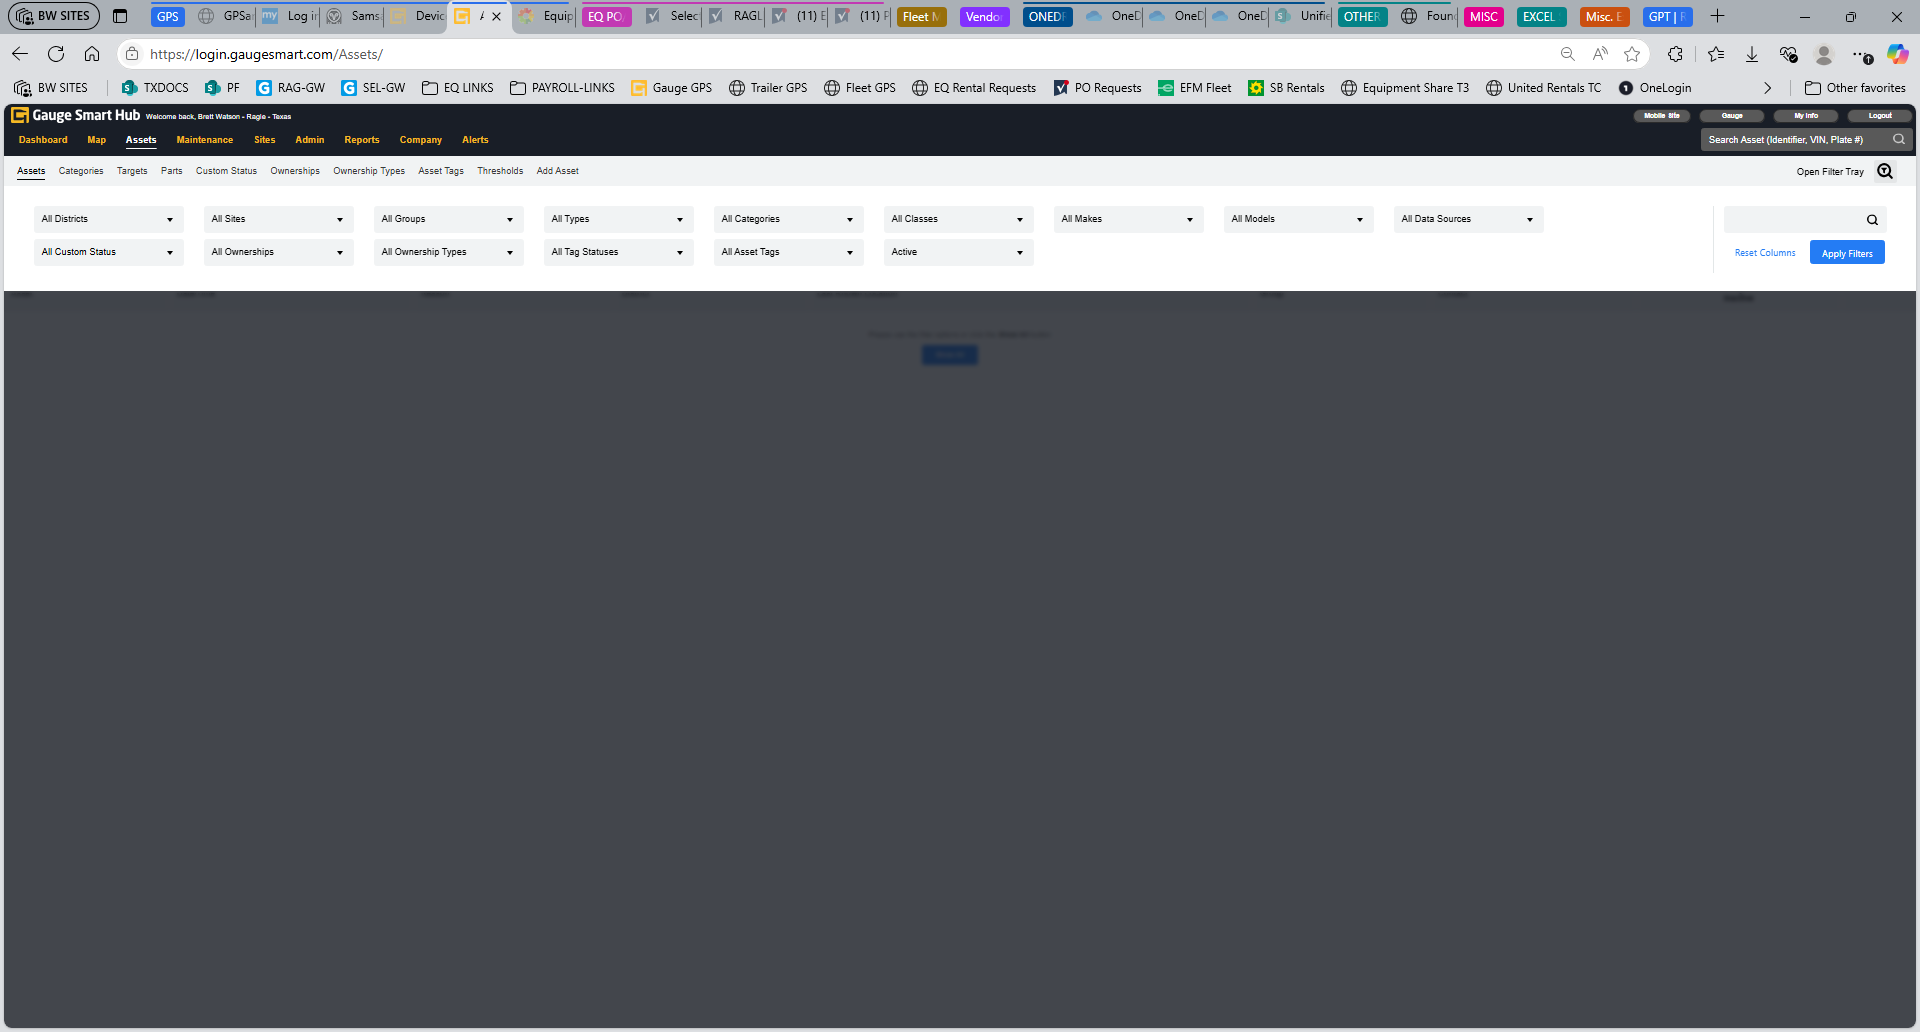 BW SITES GPS GPSa Log in Sams Devic Equip EQ PO Selec RAGL (11) E (11) F Fleet M Vendor ONED OneD OneD OneD Unifie OTHER Foun MISC EXCEL Misc. E GPT | R
https://login.gaugesmart.com/Assets/
BW SITES TXDOCS PF RAG-GW SEL-GW EQ LINKS PAYROLL-LINKS Gauge GPS Trailer GPS Fleet GPS EQ Rental Requests PO Requests EFM Fleet SB Rentals Equipment Share T3 United Rentals TC OneLogin Other favorites
Gauge Smart Hub Welcome back, Brett Watson - Ragle - Texas Mobile Site Gauge My Info Logout
Dashboard Map Assets Maintenance Sites Admin Reports Company Alerts Search Asset (Identifier, VIN, Plate #)
Assets Categories Targets Parts Custom Status Ownerships Ownership Types Asset Tags Thresholds Add Asset Open Filter Tray
All Districts All Sites All Groups All Types All Categories All Classes All Makes All Models All Data Sources
All Custom Status All Ownerships All Ownership Types All Tag Statuses All Asset Tags Active Reset Columns Apply Filters